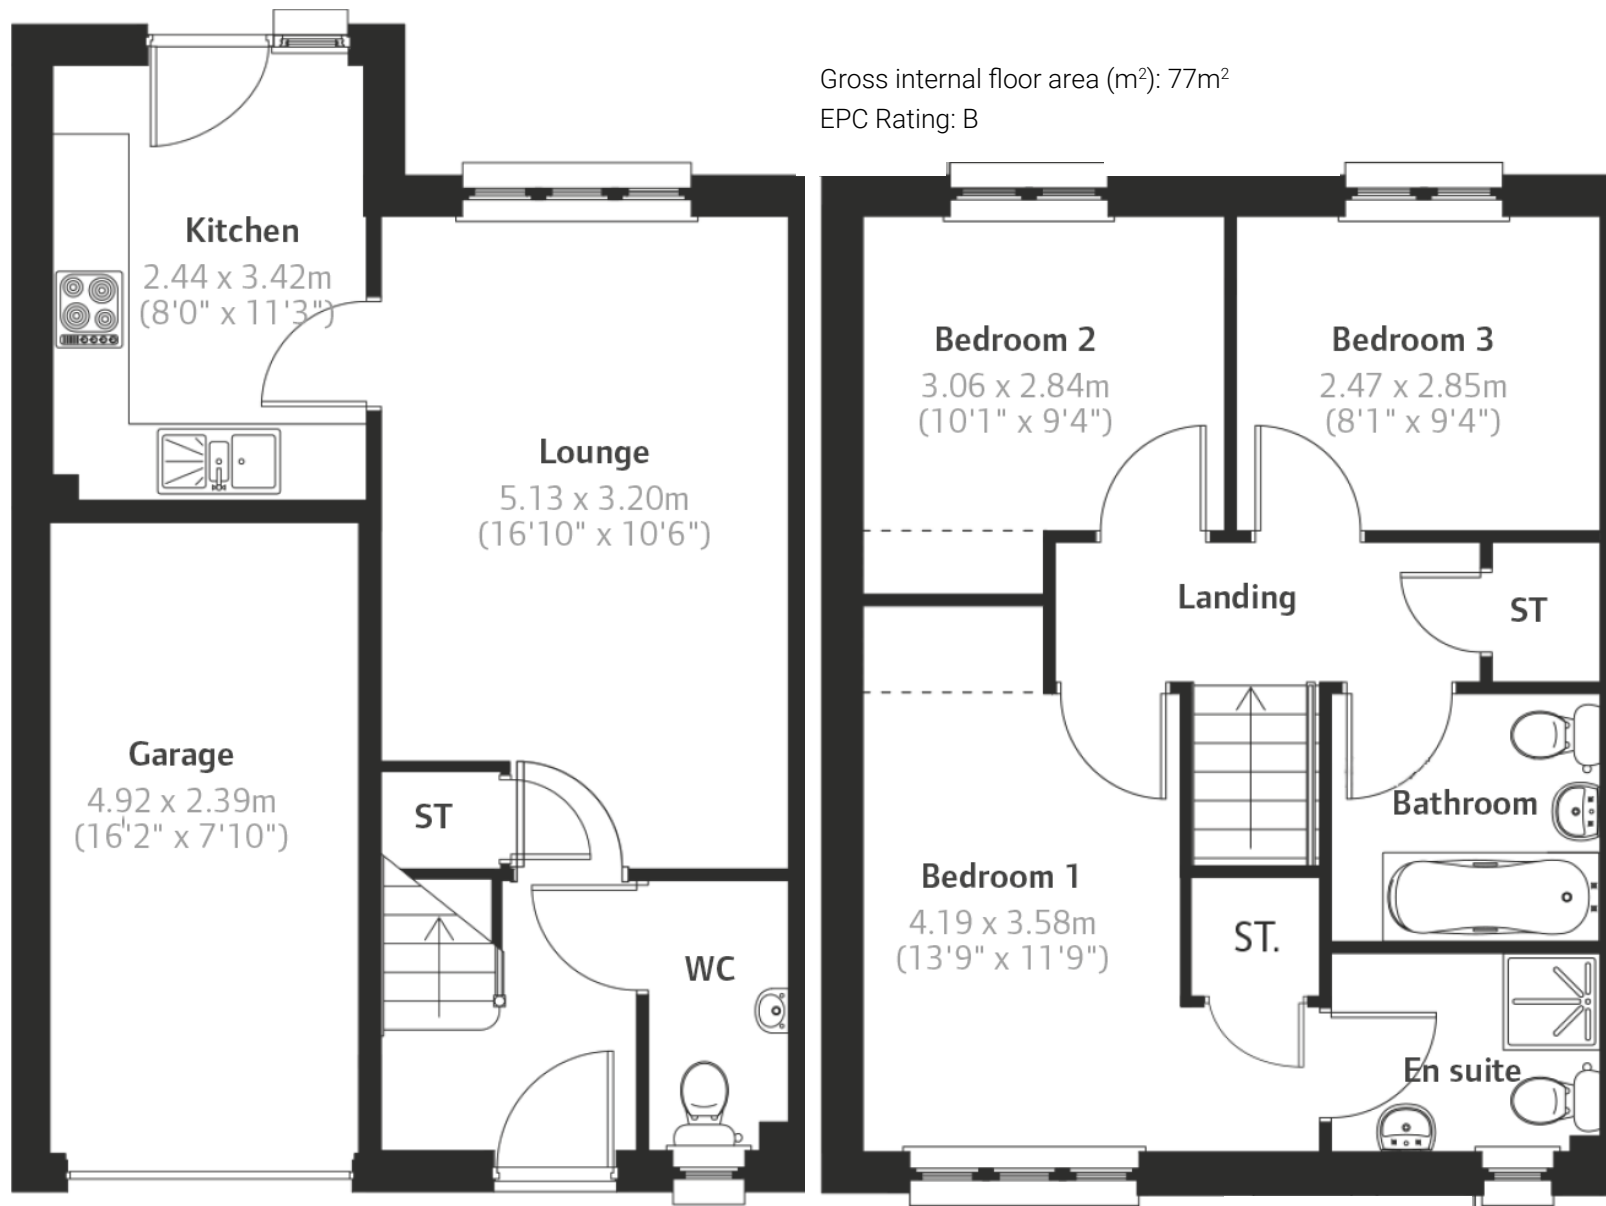 Gross internal floor area (m²): 77m²
EPC Rating: B
Kitchen
2.44 x 3.42m
(8'0" x 11'3")
Lounge
5.13 x 3.20m
(16'10" x 10'6")
Garage
4.92 x 2.39m
(16'2" x 7'10")
ST
WC
Bedroom 2
3.06 x 2.84m
(10'1" x 9'4")
Bedroom 3
2.47 x 2.85m
(8'1" x 9'4")
Landing
ST
Bathroom
Bedroom 1
4.19 x 3.58m
(13'9" x 11'9")
ST.
En suite